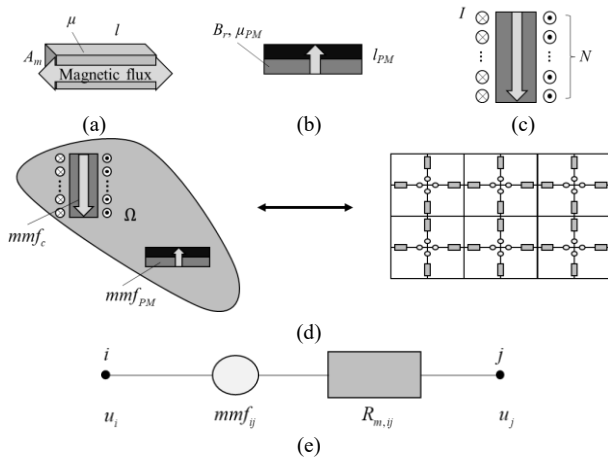 μ l
A_m
Magnetic flux
(a)
B_r, μ_PM
l_PM
(b)
I
N
(c)
mmf_c
Ω
mmf_PM
(d)
i j
u_i mmf_ij R_m,ij u_j
(e)